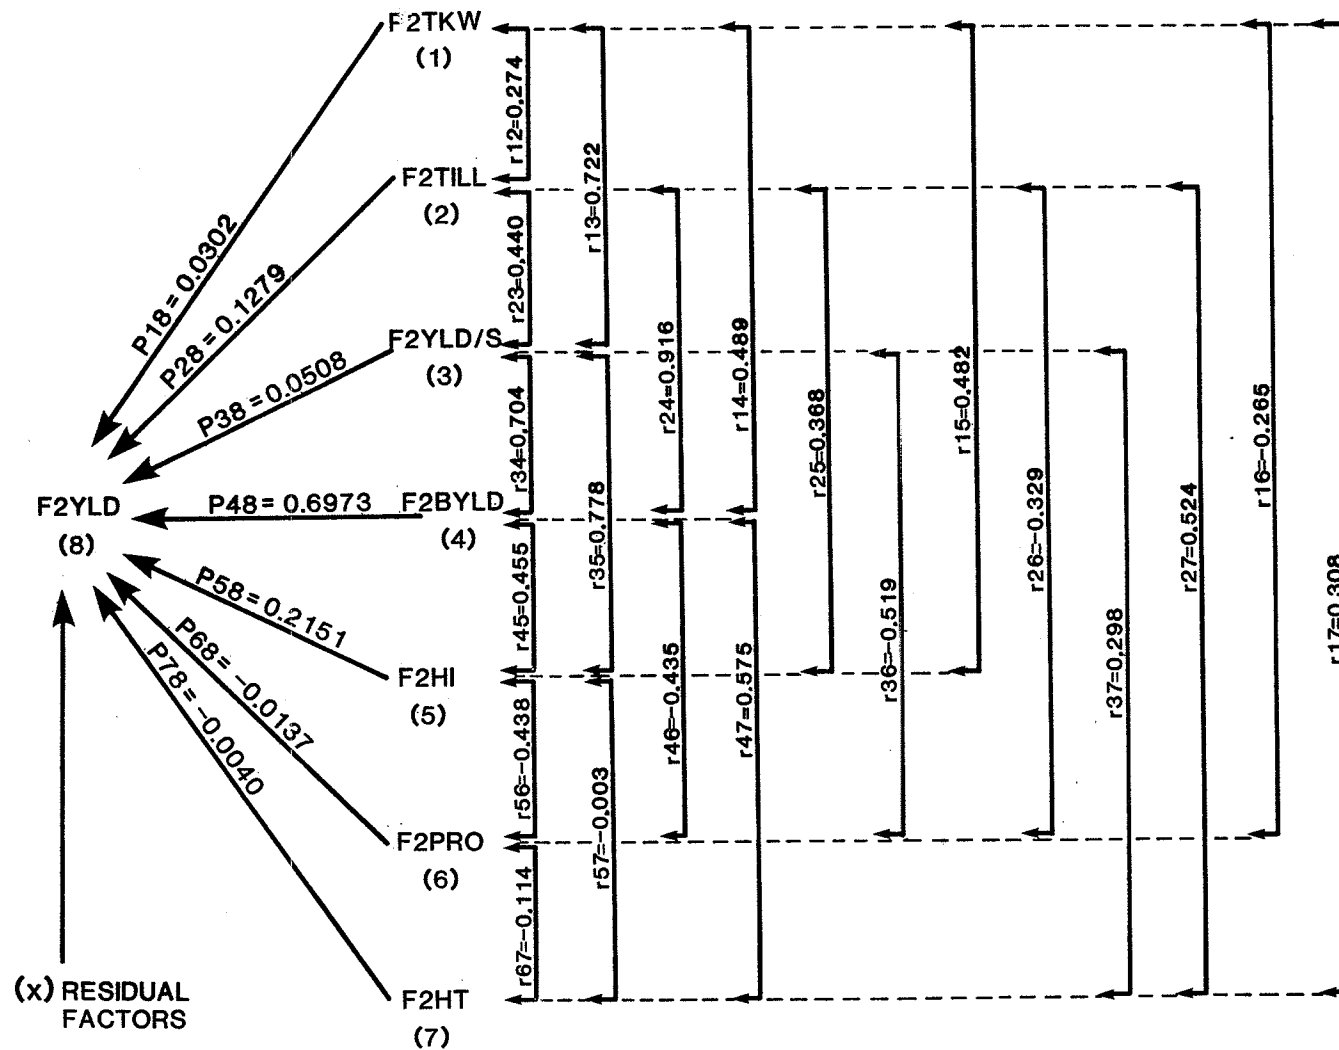 F2TKW
(1)
r12=0.274
r13=0.722
F2TILL
(2)
P18 = 0.0302
P28 = 0.1279
r23=0.440
F2YLD/S
(3)
P38 = 0.0508
r24=0.916
r14=0.489
r25=0.368
r15=0.482
r16=-0.265
r34=0.704
F2YLD
(8)
P48 = 0.6973
F2BYLD
(4)
r35=0.778
r26=-0.329
r27=0.524
r17=0.308
P58 = 0.2151
r45=0.455
r36=-0.519
r37=0.298
F2HI
(5)
P68 = -0.0137
P78 = -0.0040
r46=-0.435
r47=0.575
r56=-0.438
r57=-0.003
F2PRO
(6)
r67=-0.114
(x) RESIDUAL
FACTORS
F2HT
(7)